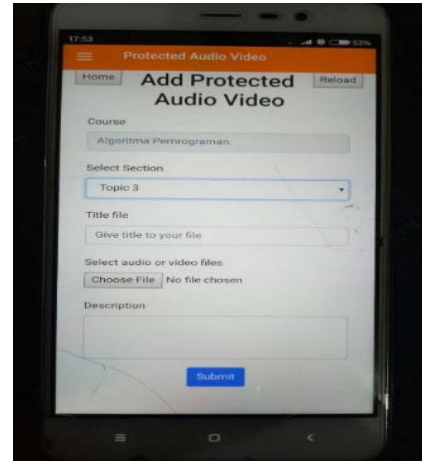 17:53 53%
Protected Audio Video
Home Add Protected Reload
Audio Video
Course
Algoritma Pemrograman
Select Section
Topic 3
Title file
Give title to your file
Select audio or video files
Choose File No file chosen
Description
Submit